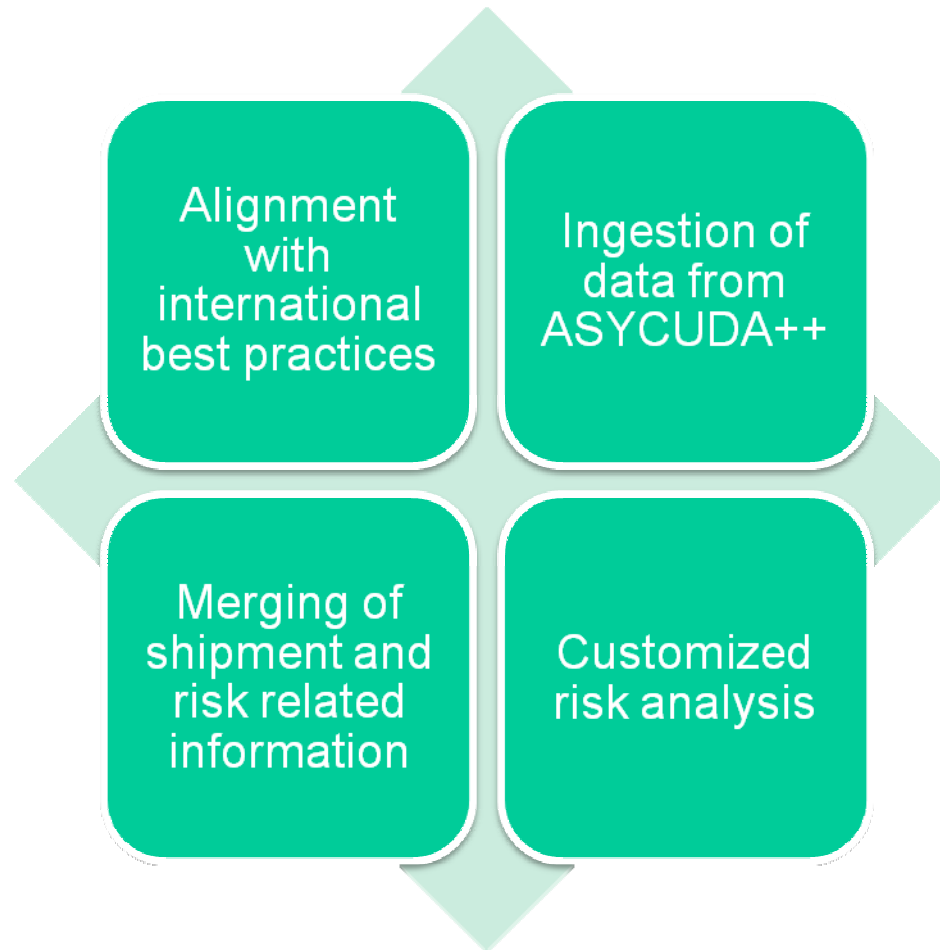 Alignment
with
international
best practices
Ingestion of
data from
ASYCUDA++
Merging of
shipment and
risk related
information
Customized
risk analysis